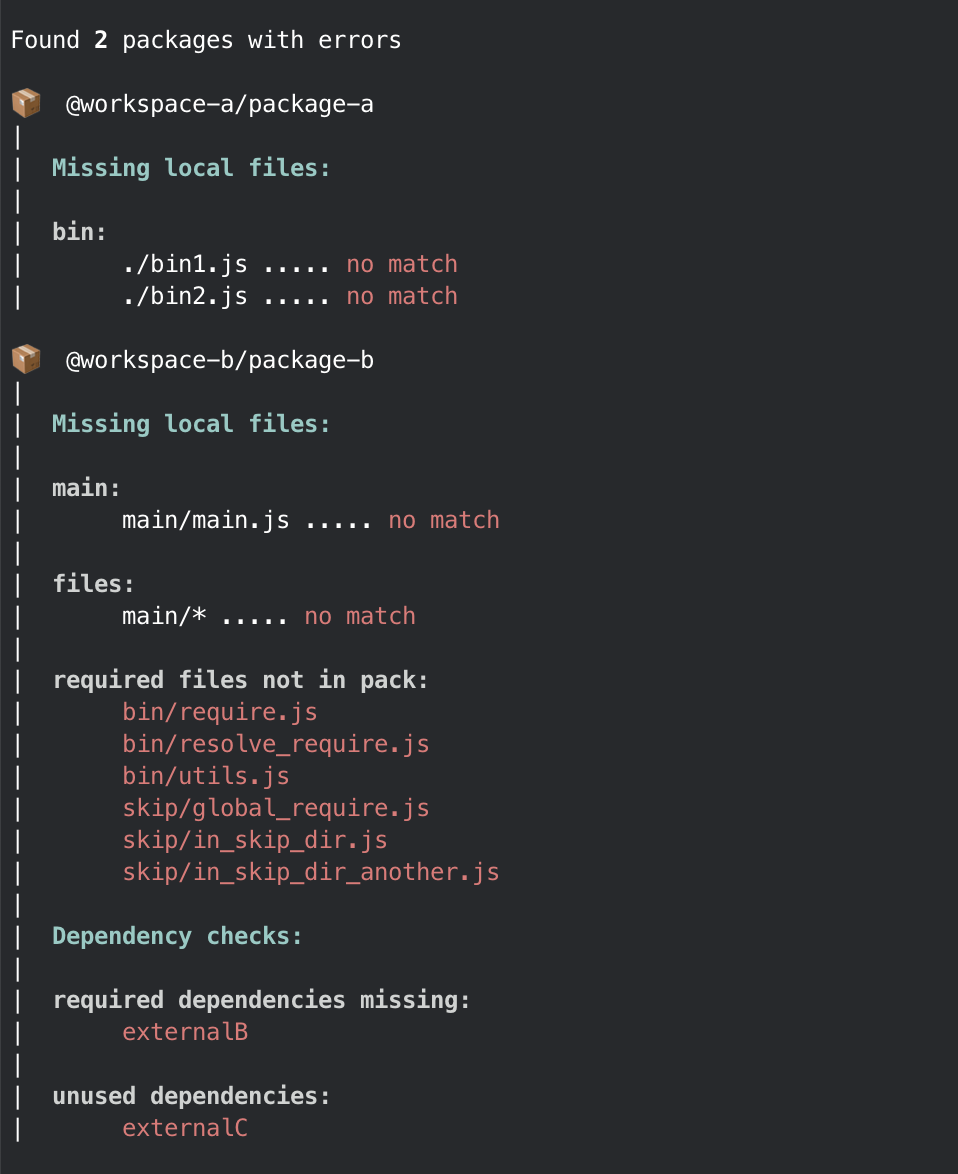 Found 2 packages with errors
📦 @workspace-a/package-a
|
| Missing local files:
|
| bin:
| ./bin1.js ..... no match
| ./bin2.js ..... no match
📦 @workspace-b/package-b
|
| Missing local files:
|
| main:
| main/main.js ..... no match
|
| files:
| main/* ..... no match
|
| required files not in pack:
| bin/require.js
| bin/resolve_require.js
| bin/utils.js
| skip/global_require.js
| skip/in_skip_dir.js
| skip/in_skip_dir_another.js
|
| Dependency checks:
|
| required dependencies missing:
| externalB
|
| unused dependencies:
| externalC